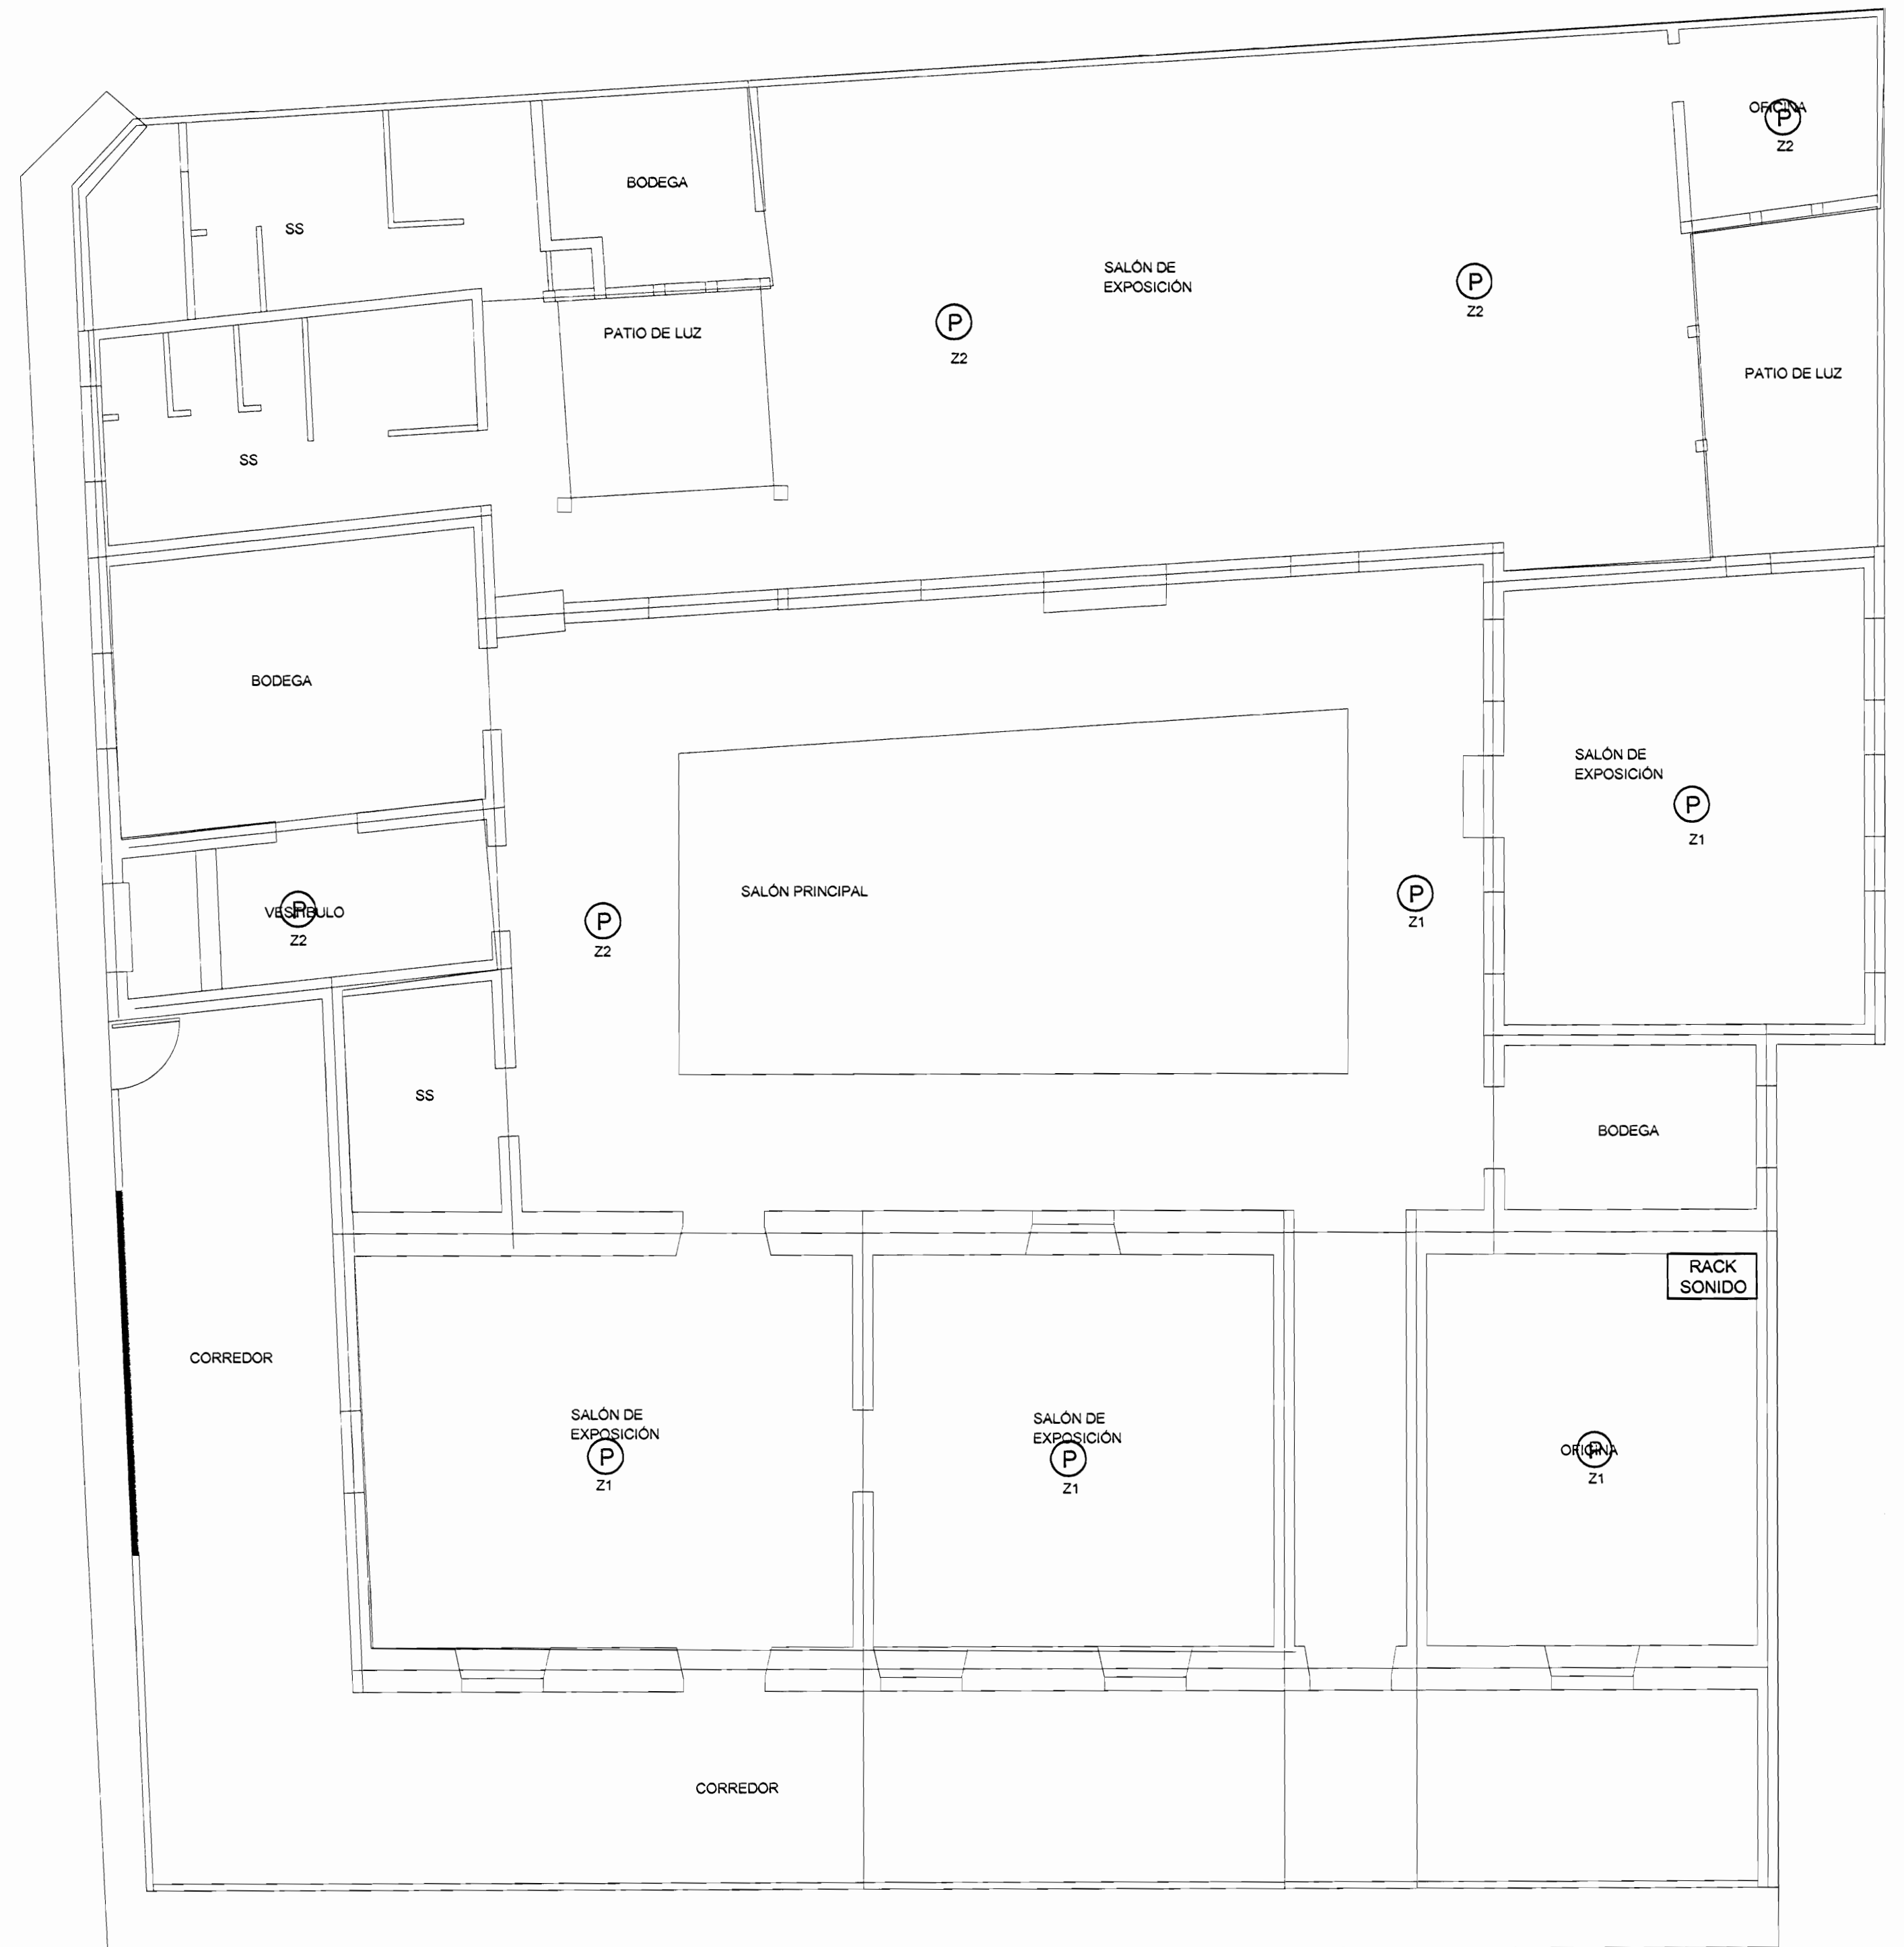 OFICINA
P
Z2
BODEGA
SS
SALÓN DE
EXPOSICIÓN
P
Z2
P
Z2
PATIO DE LUZ
PATIO DE LUZ
SS
BODEGA
SALÓN DE
EXPOSICIÓN
P
Z1
SALÓN PRINCIPAL
P
Z1
VESTIBULO
P
Z2
P
Z2
SS
BODEGA
RACK
SONIDO
CORREDOR
SALÓN DE
EXPOSICIÓN
P
Z1
SALÓN DE
EXPOSICIÓN
P
Z1
OFICINA
P
Z1
CORREDOR